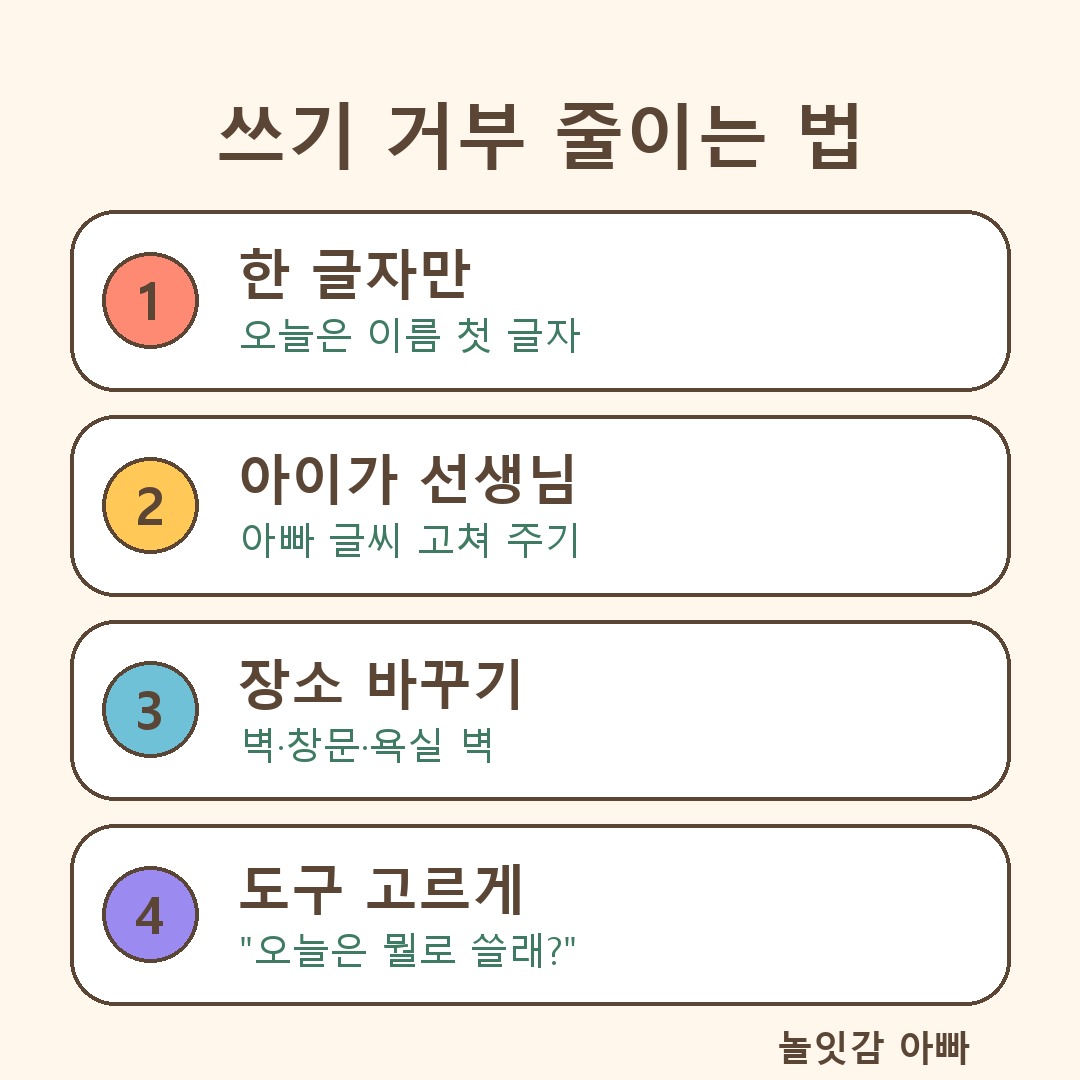 쓰기 거부 줄이는 법
1
한 글자만
오늘은 이름 첫 글자
2
아이가 선생님
아빠 글씨 고쳐 주기
3
장소 바꾸기
벽·창문·욕실 벽
4
도구 고르게
"오늘은 뭘로 쓸래?"
놀잇감 아빠